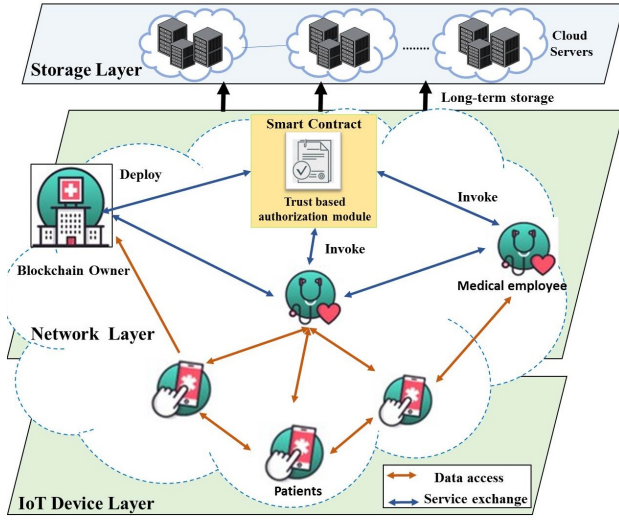 Cloud
Servers
Storage Layer
........
Long-term storage
Smart Contract
Trust based
authorization module
Deploy
Invoke
Invoke
Blockchain Owner
Medical employee
Network Layer
Patients
IoT Device Layer
Data access
Service exchange